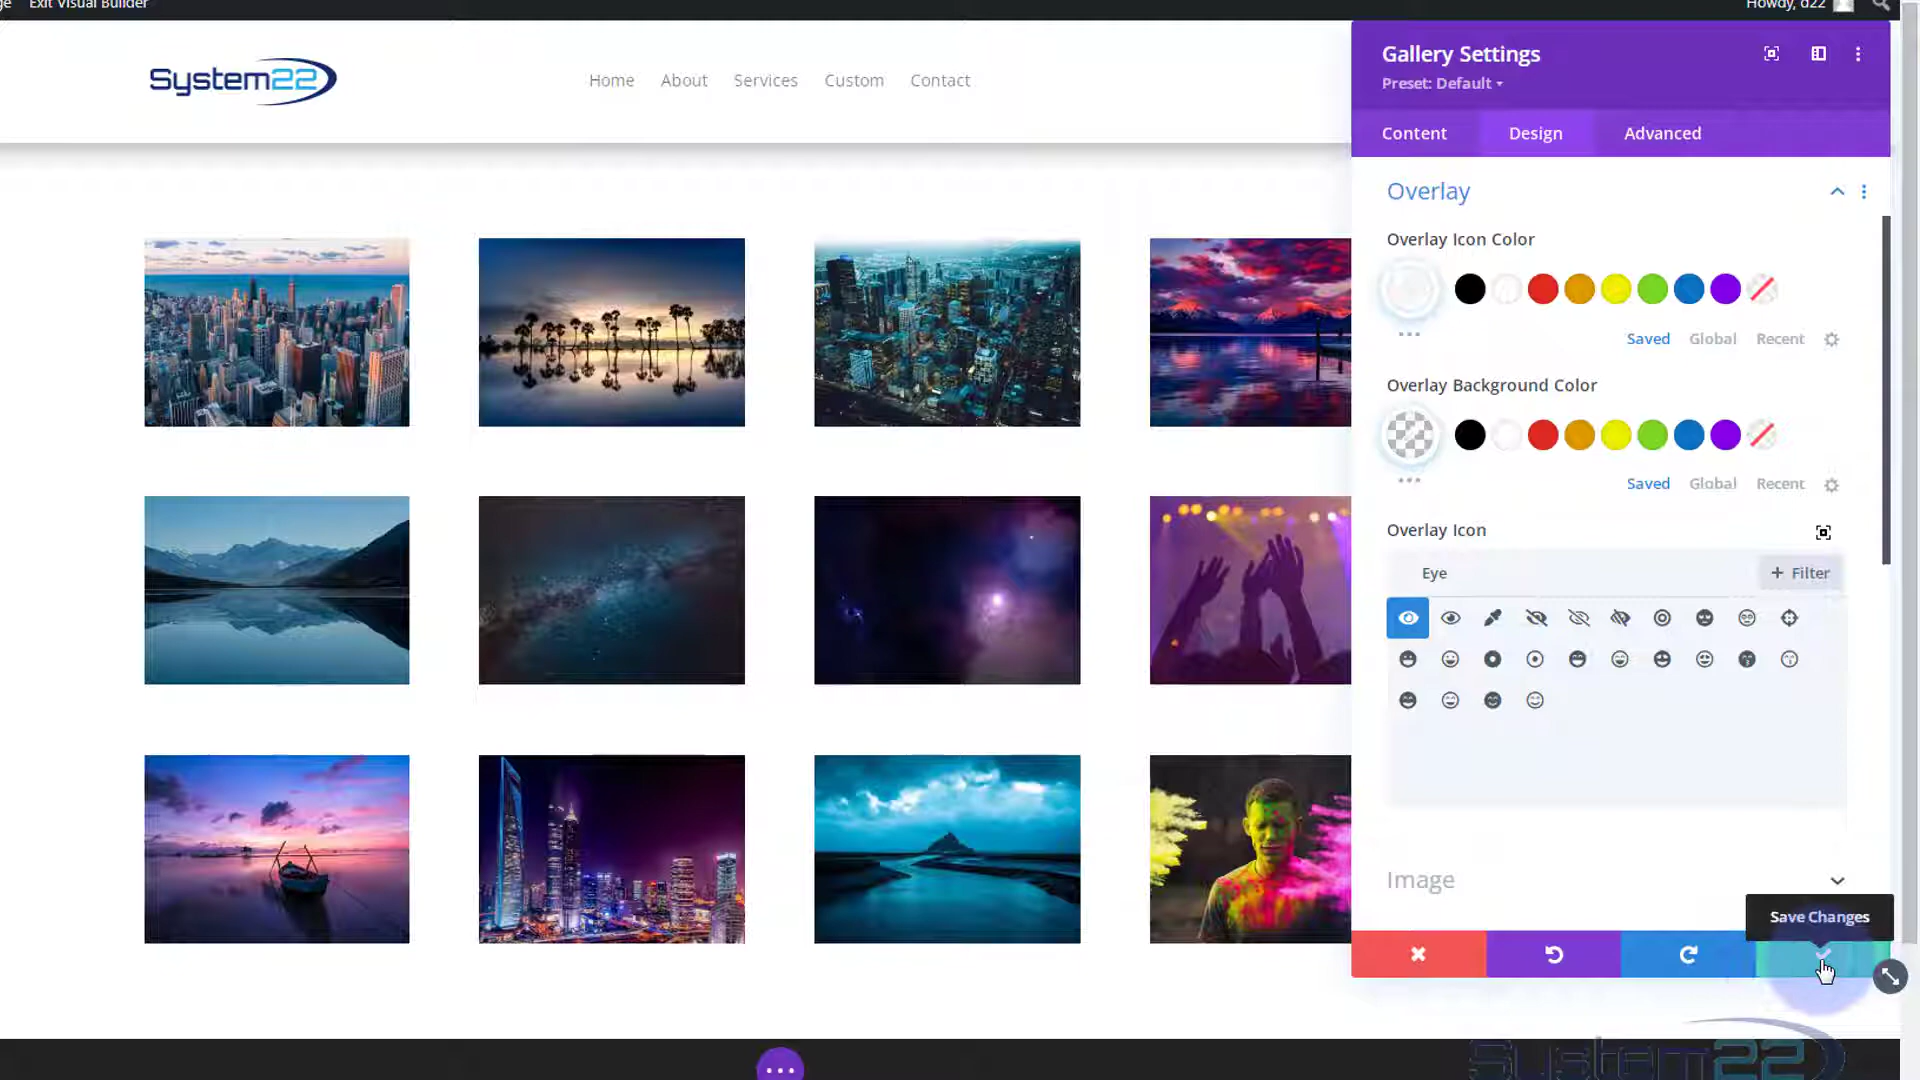 Exit Visual Builder
Howdy, d22
System22
Home About Services Custom Contact
Gallery Settings
Preset: Default
Content Design Advanced
Overlay
Overlay Icon Color
Saved Global Recent
Overlay Background Color
Saved Global Recent
Overlay Icon
Eye
+ Filter
Image
Save Changes
System22